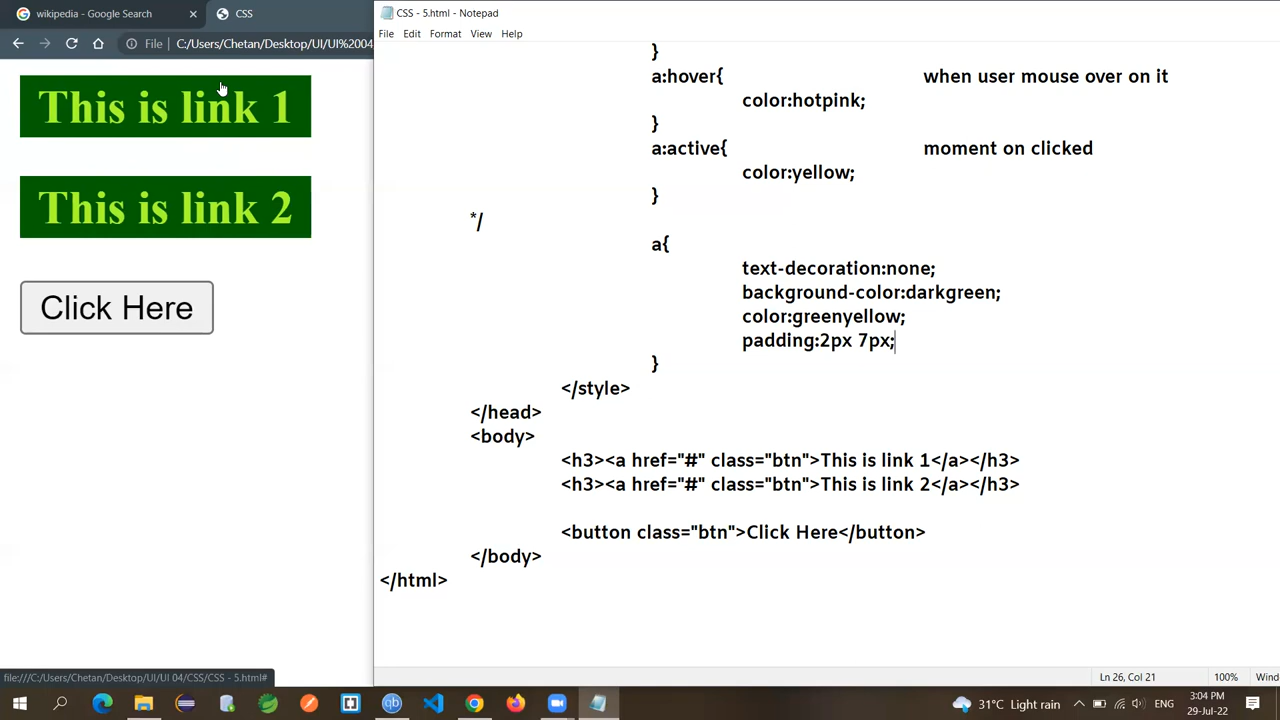 wikipedia - Google Search
CSS
File
C:/Users/Chetan/Desktop/UI/UI%2004
This is link 1
This is link 2
Click Here
file:///C:/Users/Chetan/Desktop/UI/UI 04/CSS/CSS - 5.html#
CSS - 5.html - Notepad
File Edit Format View Help
}
a:hover{ when user mouse over on it
color:hotpink;
}
a:active{ moment on clicked
color:yellow;
}
*/
a{
text-decoration:none;
background-color:darkgreen;
color:greenyellow;
padding:2px 7px;
}
</style>
</head>
<body>
<h3><a href="#" class="btn">This is link 1</a></h3>
<h3><a href="#" class="btn">This is link 2</a></h3>
<button class="btn">Click Here</button>
</body>
</html>
Ln 26, Col 21 100% Wind
qb
31°C Light rain
ENG
3:04 PM
29-Jul-22